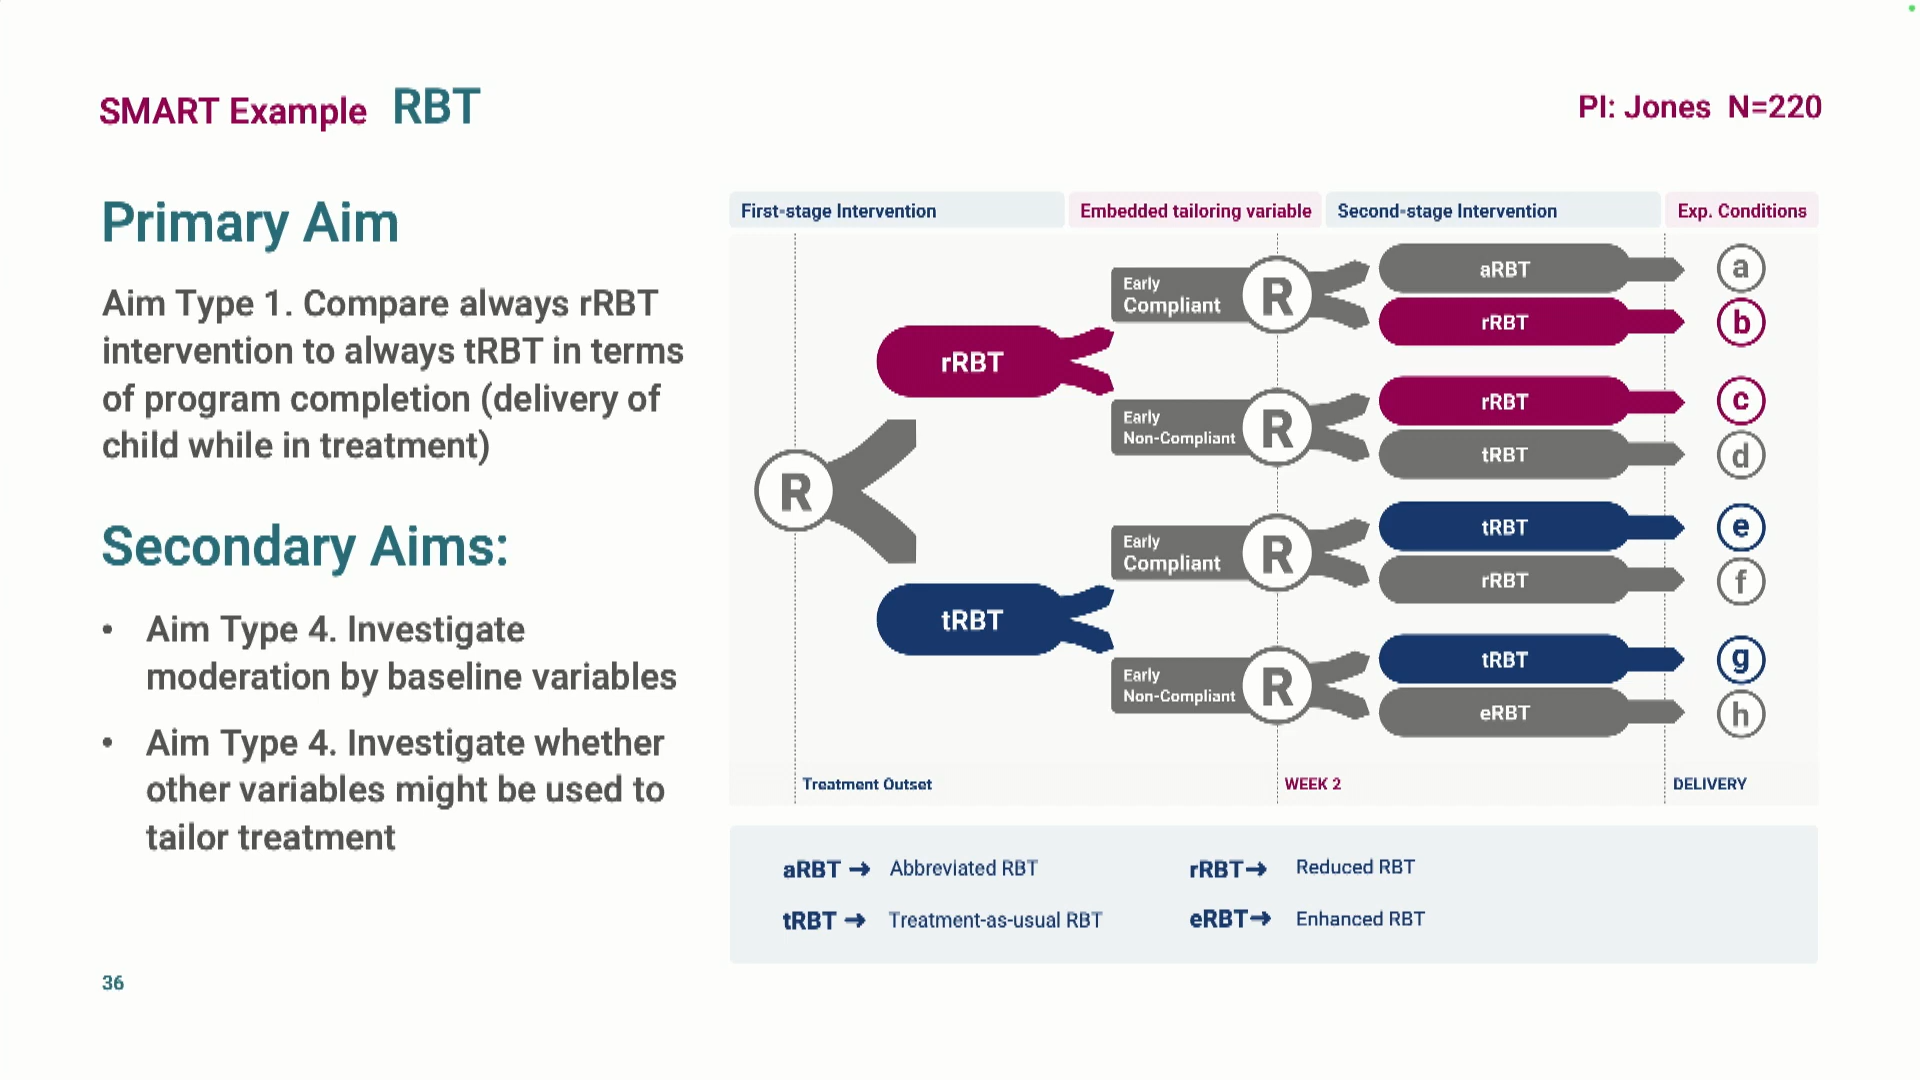 SMART Example RBT
PI: Jones N=220
Primary Aim
Aim Type 1. Compare always rRBT
intervention to always tRBT in terms
of program completion (delivery of
child while in treatment)
Secondary Aims:
• Aim Type 4. Investigate
moderation by baseline variables
• Aim Type 4. Investigate whether
other variables might be used to
tailor treatment
36
First-stage Intervention
Embedded tailoring variable
Second-stage Intervention
Exp. Conditions
R
rRBT
tRBT
Early
Compliant
R
aRBT
a
rRBT
b
Early
Non-Compliant
R
rRBT
c
tRBT
d
Early
Compliant
R
tRBT
e
rRBT
f
Early
Non-Compliant
R
tRBT
g
eRBT
h
Treatment Outset
WEEK 2
DELIVERY
aRBT → Abbreviated RBT
rRBT→ Reduced RBT
tRBT → Treatment-as-usual RBT
eRBT→ Enhanced RBT